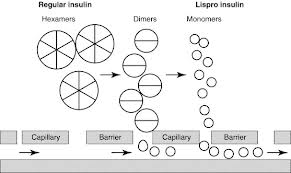 Regular insulin Lispro insulin
Hexamers Dimers Monomers
Capillary Barrier Capillary Barrier